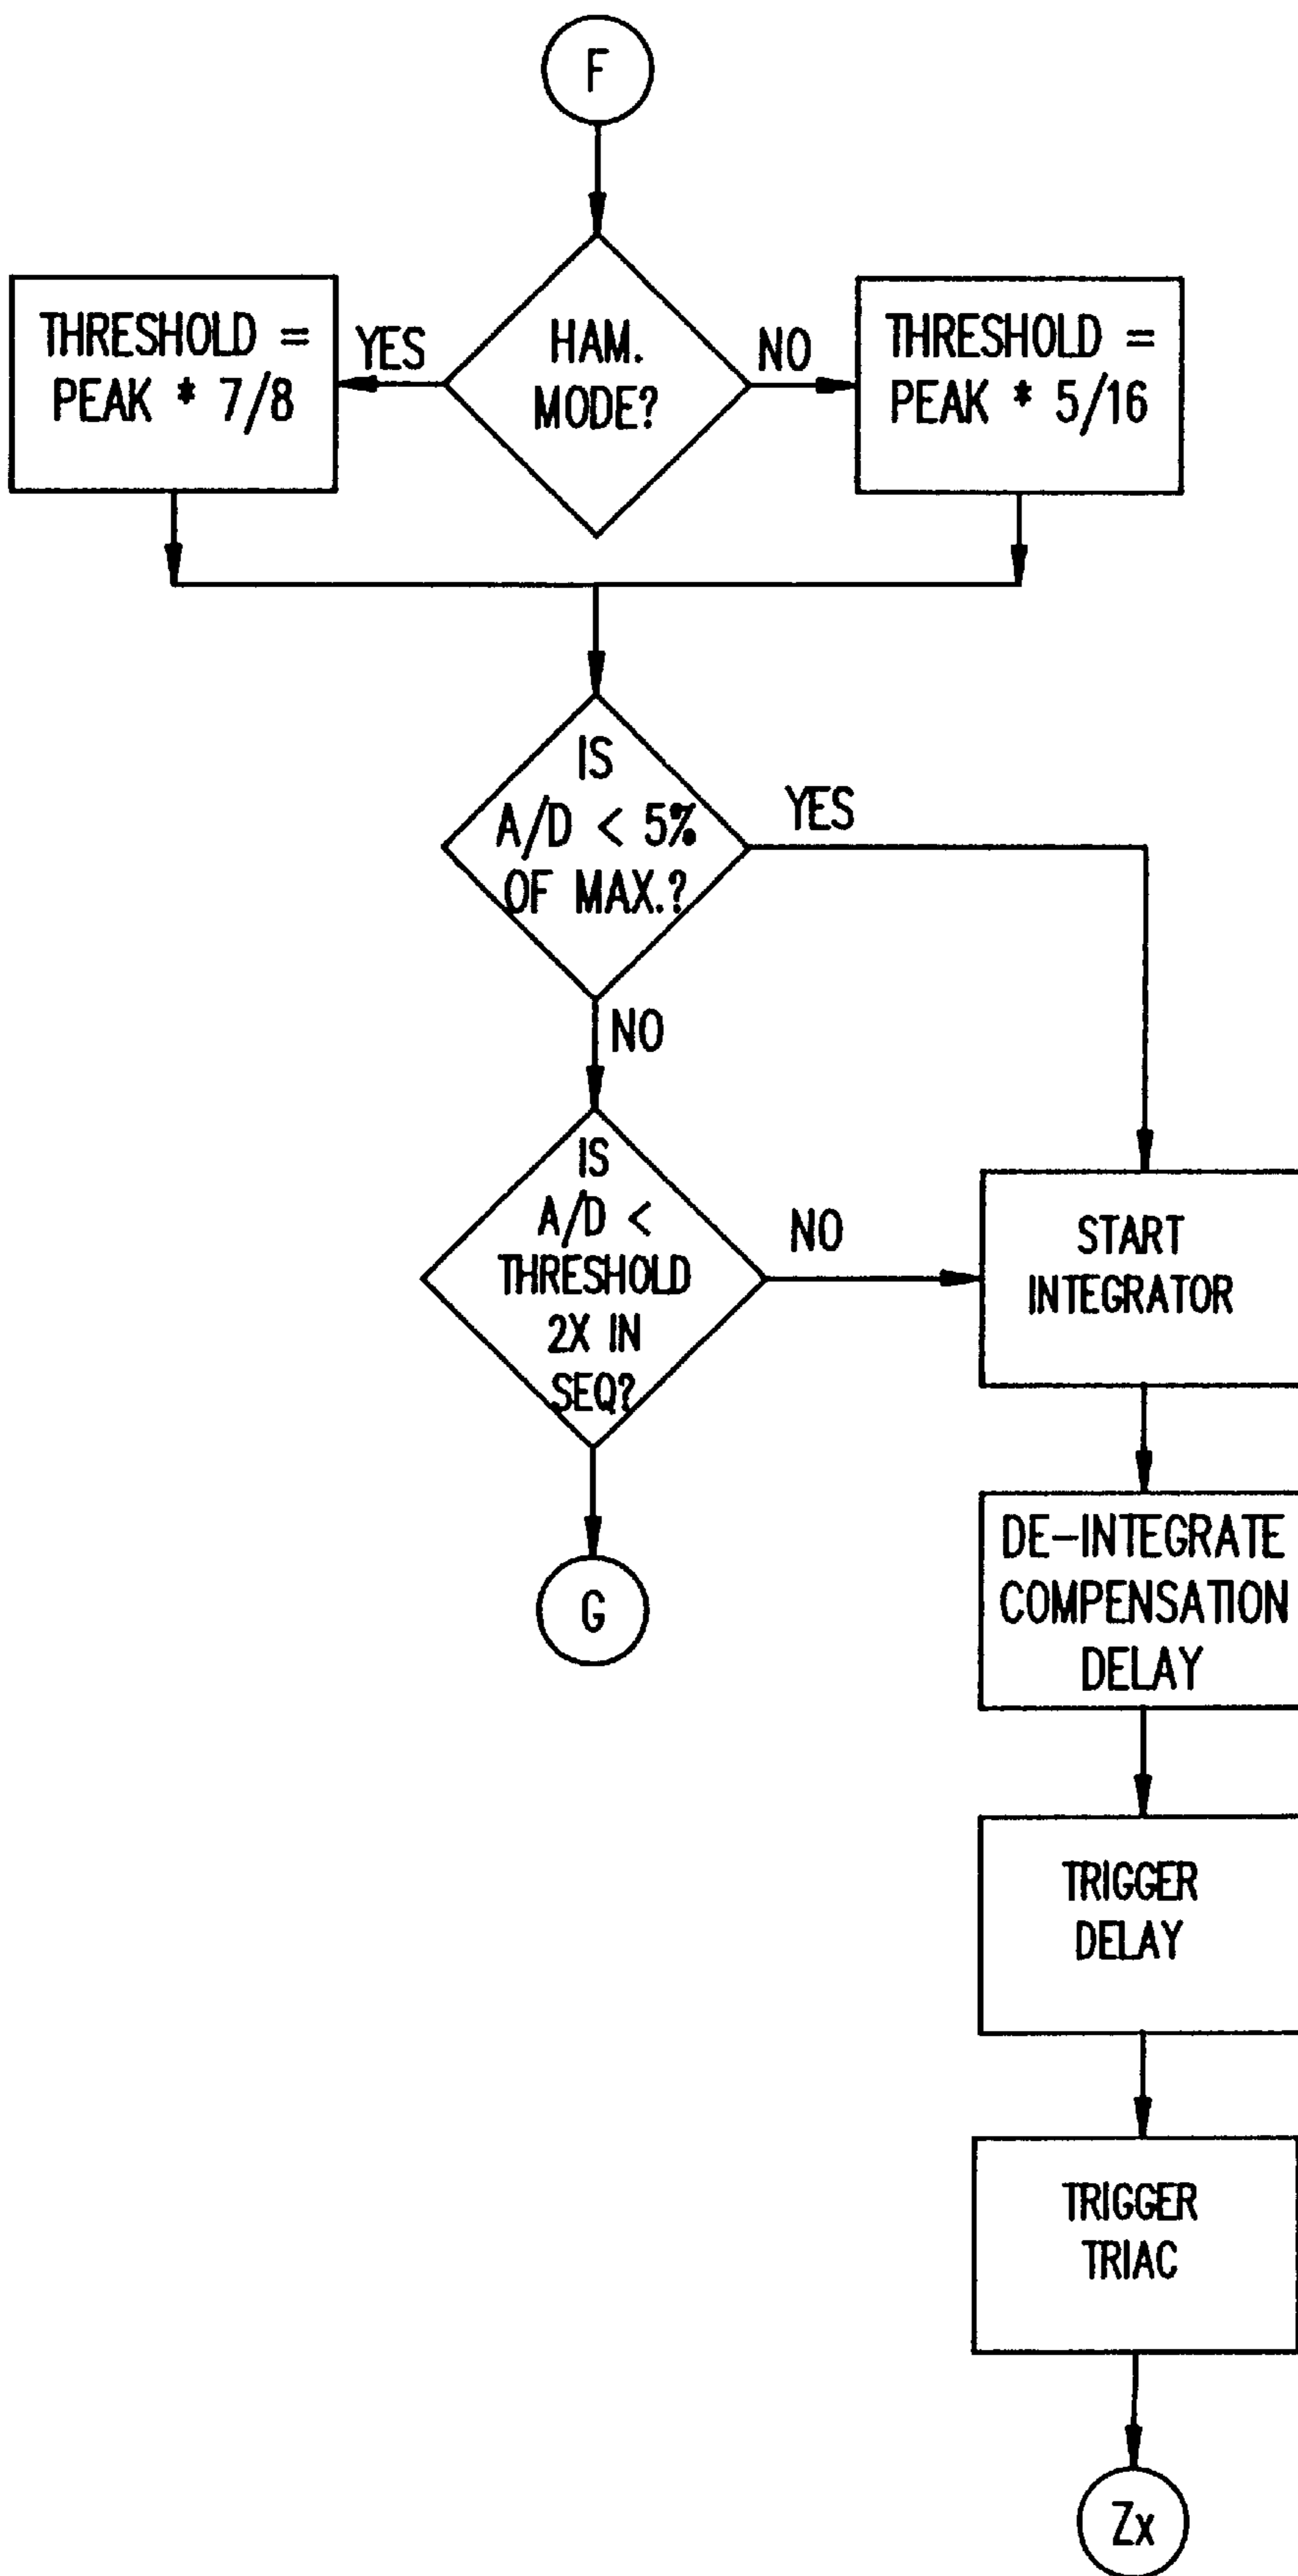 F
THRESHOLD =
PEAK * 7/8
YES
HAM.
MODE?
NO
THRESHOLD =
PEAK * 5/16
IS
A/D < 5%
OF MAX.?
YES
NO
IS
A/D <
THRESHOLD
2X IN
SEQ?
NO
START
INTEGRATOR
G
DE-INTEGRATE
COMPENSATION
DELAY
TRIGGER
DELAY
TRIGGER
TRIAC
Zx